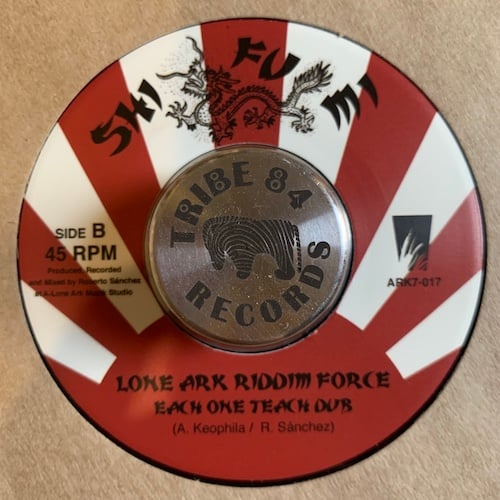 SHI FU MI
TRIBE 84
RECORDS
SIDE B
45 RPM
Produced, Recorded
and Mixed by Roberto Sánchez
at A-Lone Ark Muzik Studio
ARK7-017
LONE ARK RIDDIM FORCE
EACH ONE TEACH DUB
(A. Keophila / R. Sánchez)